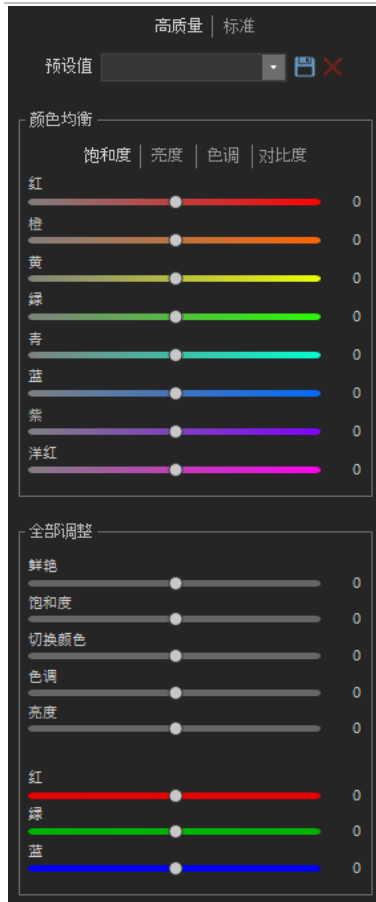 高质量 | 标准
预设值
颜色均衡
饱和度 | 亮度 | 色调 | 对比度
红
0
橙
0
黄
0
绿
0
青
0
蓝
0
紫
0
洋红
0
全部调整
鲜艳
0
饱和度
0
切换颜色
0
色调
0
亮度
0
红
0
绿
0
蓝
0